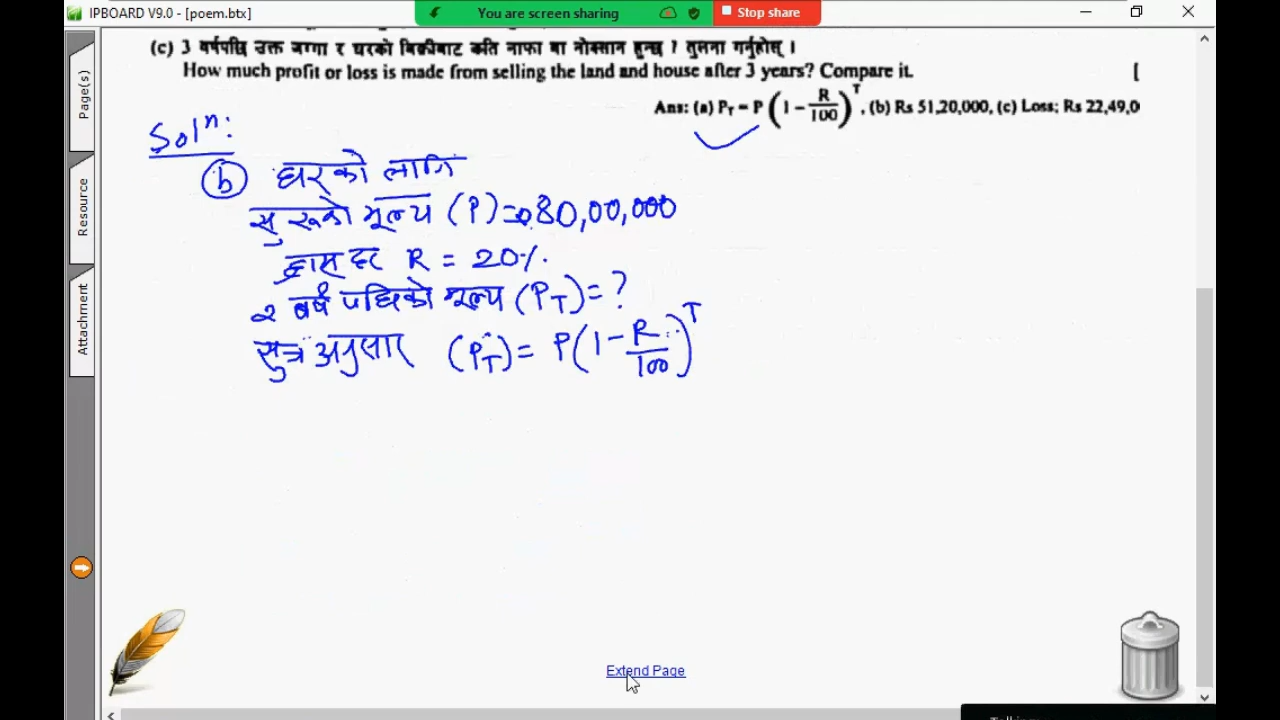 IPBOARD V9.0 - [poem.btx]
You are screen sharing
Stop share
Page(s)
Resource
Attachment
(c) 3 वर्षपछि उक्त जग्गा र घरको बिक्रीबाट कति नाफा वा नोक्सान हुन्छ ? तुलना गर्नुहोस् ।
How much profit or loss is made from selling the land and house after 3 years? Compare it. [
Ans: (a) P_T = P (1 - R/100)^T, (b) Rs 51,20,000, (c) Loss; Rs 22,49,0
Solⁿ:
(b) घरको लागि
सुरुको मूल्य (P) = 80,00,000
ह्रास दर R = 20%
२ वर्ष पछिको मूल्य (P_T) = ?
सुत्र अनुसार (P_T) = P(1 - R/100)^T
Extend Page